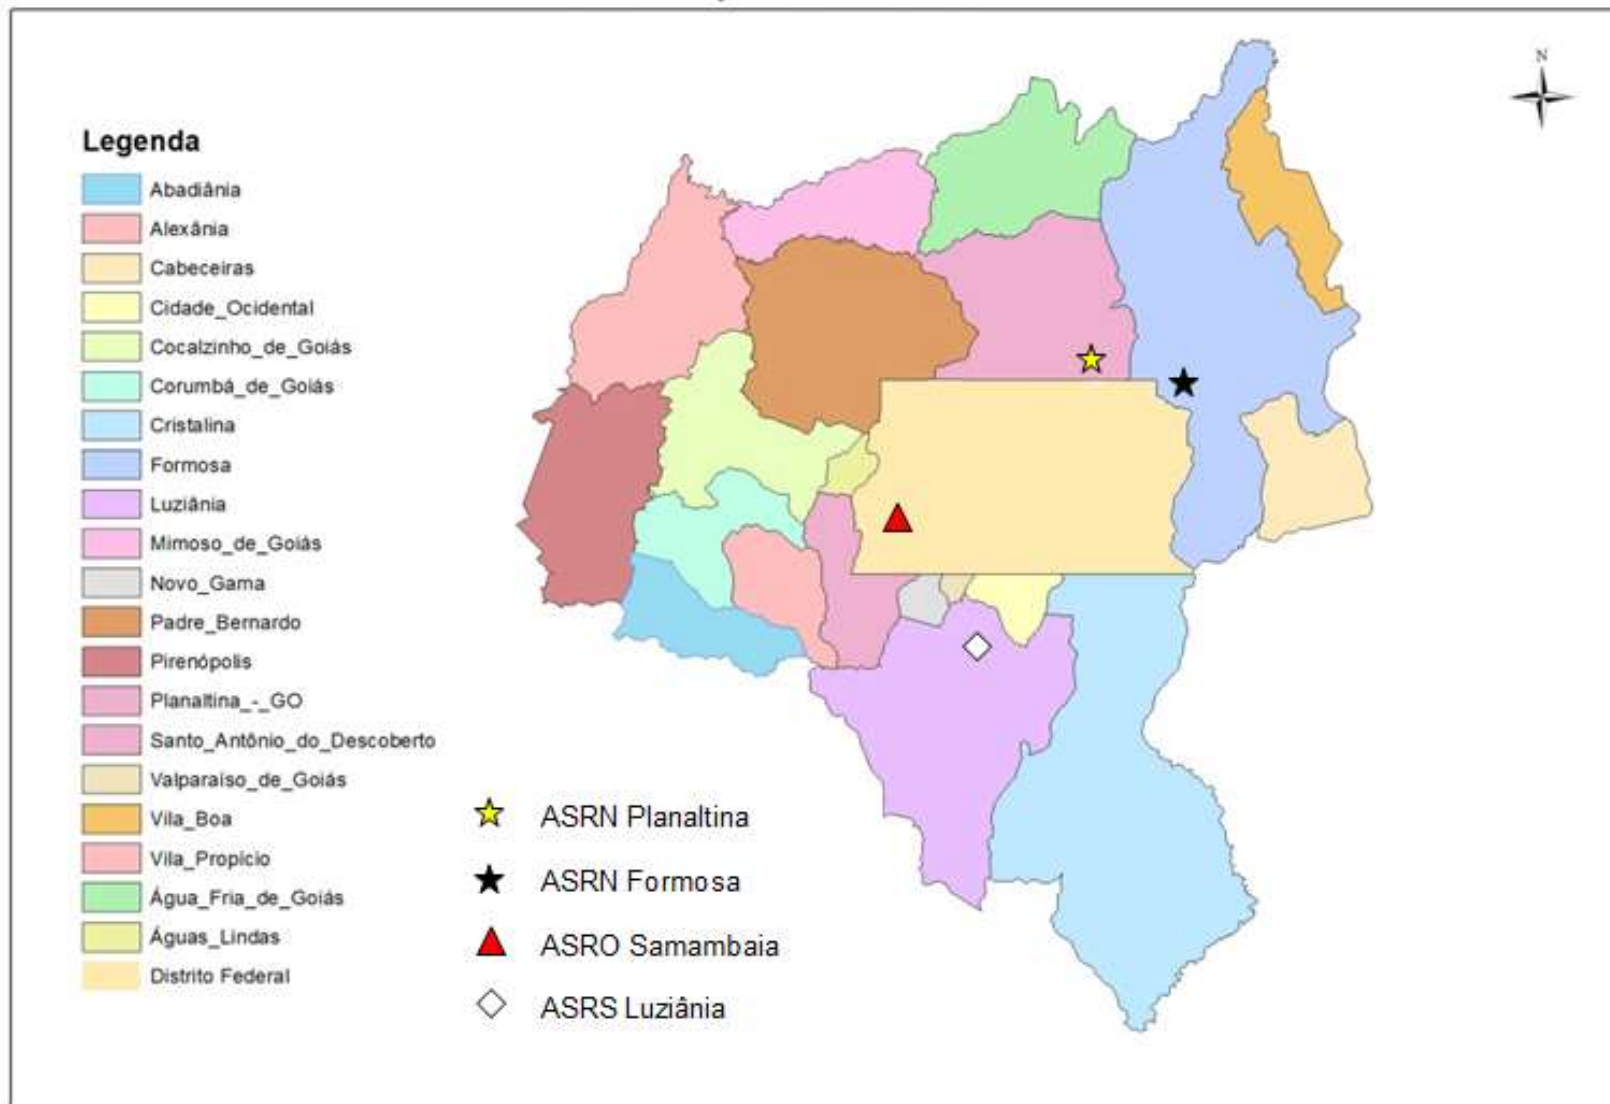 N
Legenda
Abadiânia
Alexânia
Cabeceiras
Cidade_Ocidental
Cocalzinho_de_Goiás
Corumbá_de_Goiás
Cristalina
Formosa
Luziânia
Mimoso_de_Goiás
Novo_Gama
Padre_Bernardo
Pirenópolis
Planaltina_-_GO
Santo_Antônio_do_Descoberto
Valparaíso_de_Goiás
Vila_Boa
Vila_Propício
Água_Fria_de_Goiás
Águas_Lindas
Distrito Federal
ASRN Planaltina
ASRN Formosa
ASRO Samambaia
ASRS Luziânia